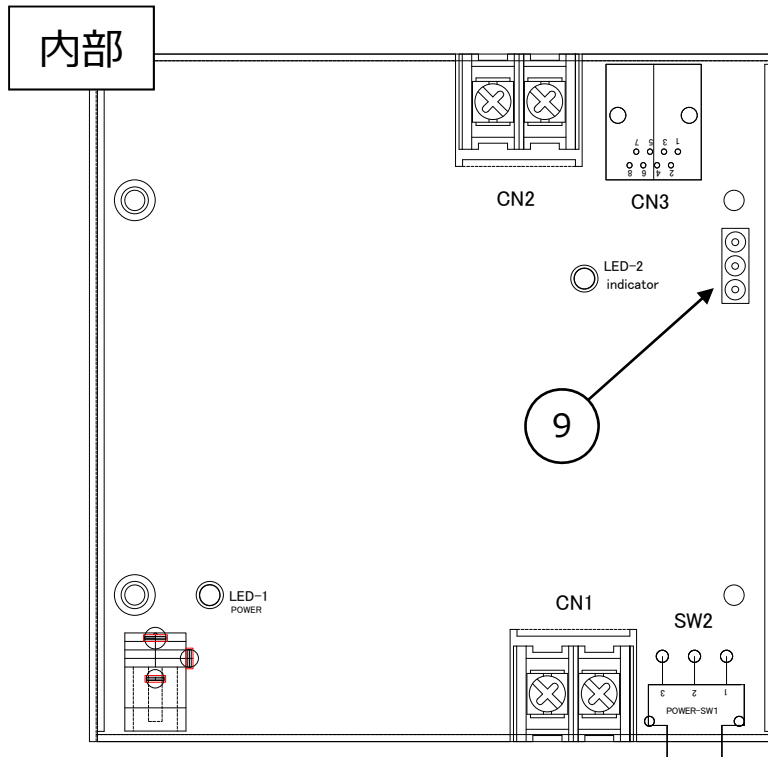 内部
CN2
7 5 3 1
8 6 4 2
CN3
LED-2
indicator
9
LED-1
POWER
CN1
SW2
3 2 1
POWER-SW1